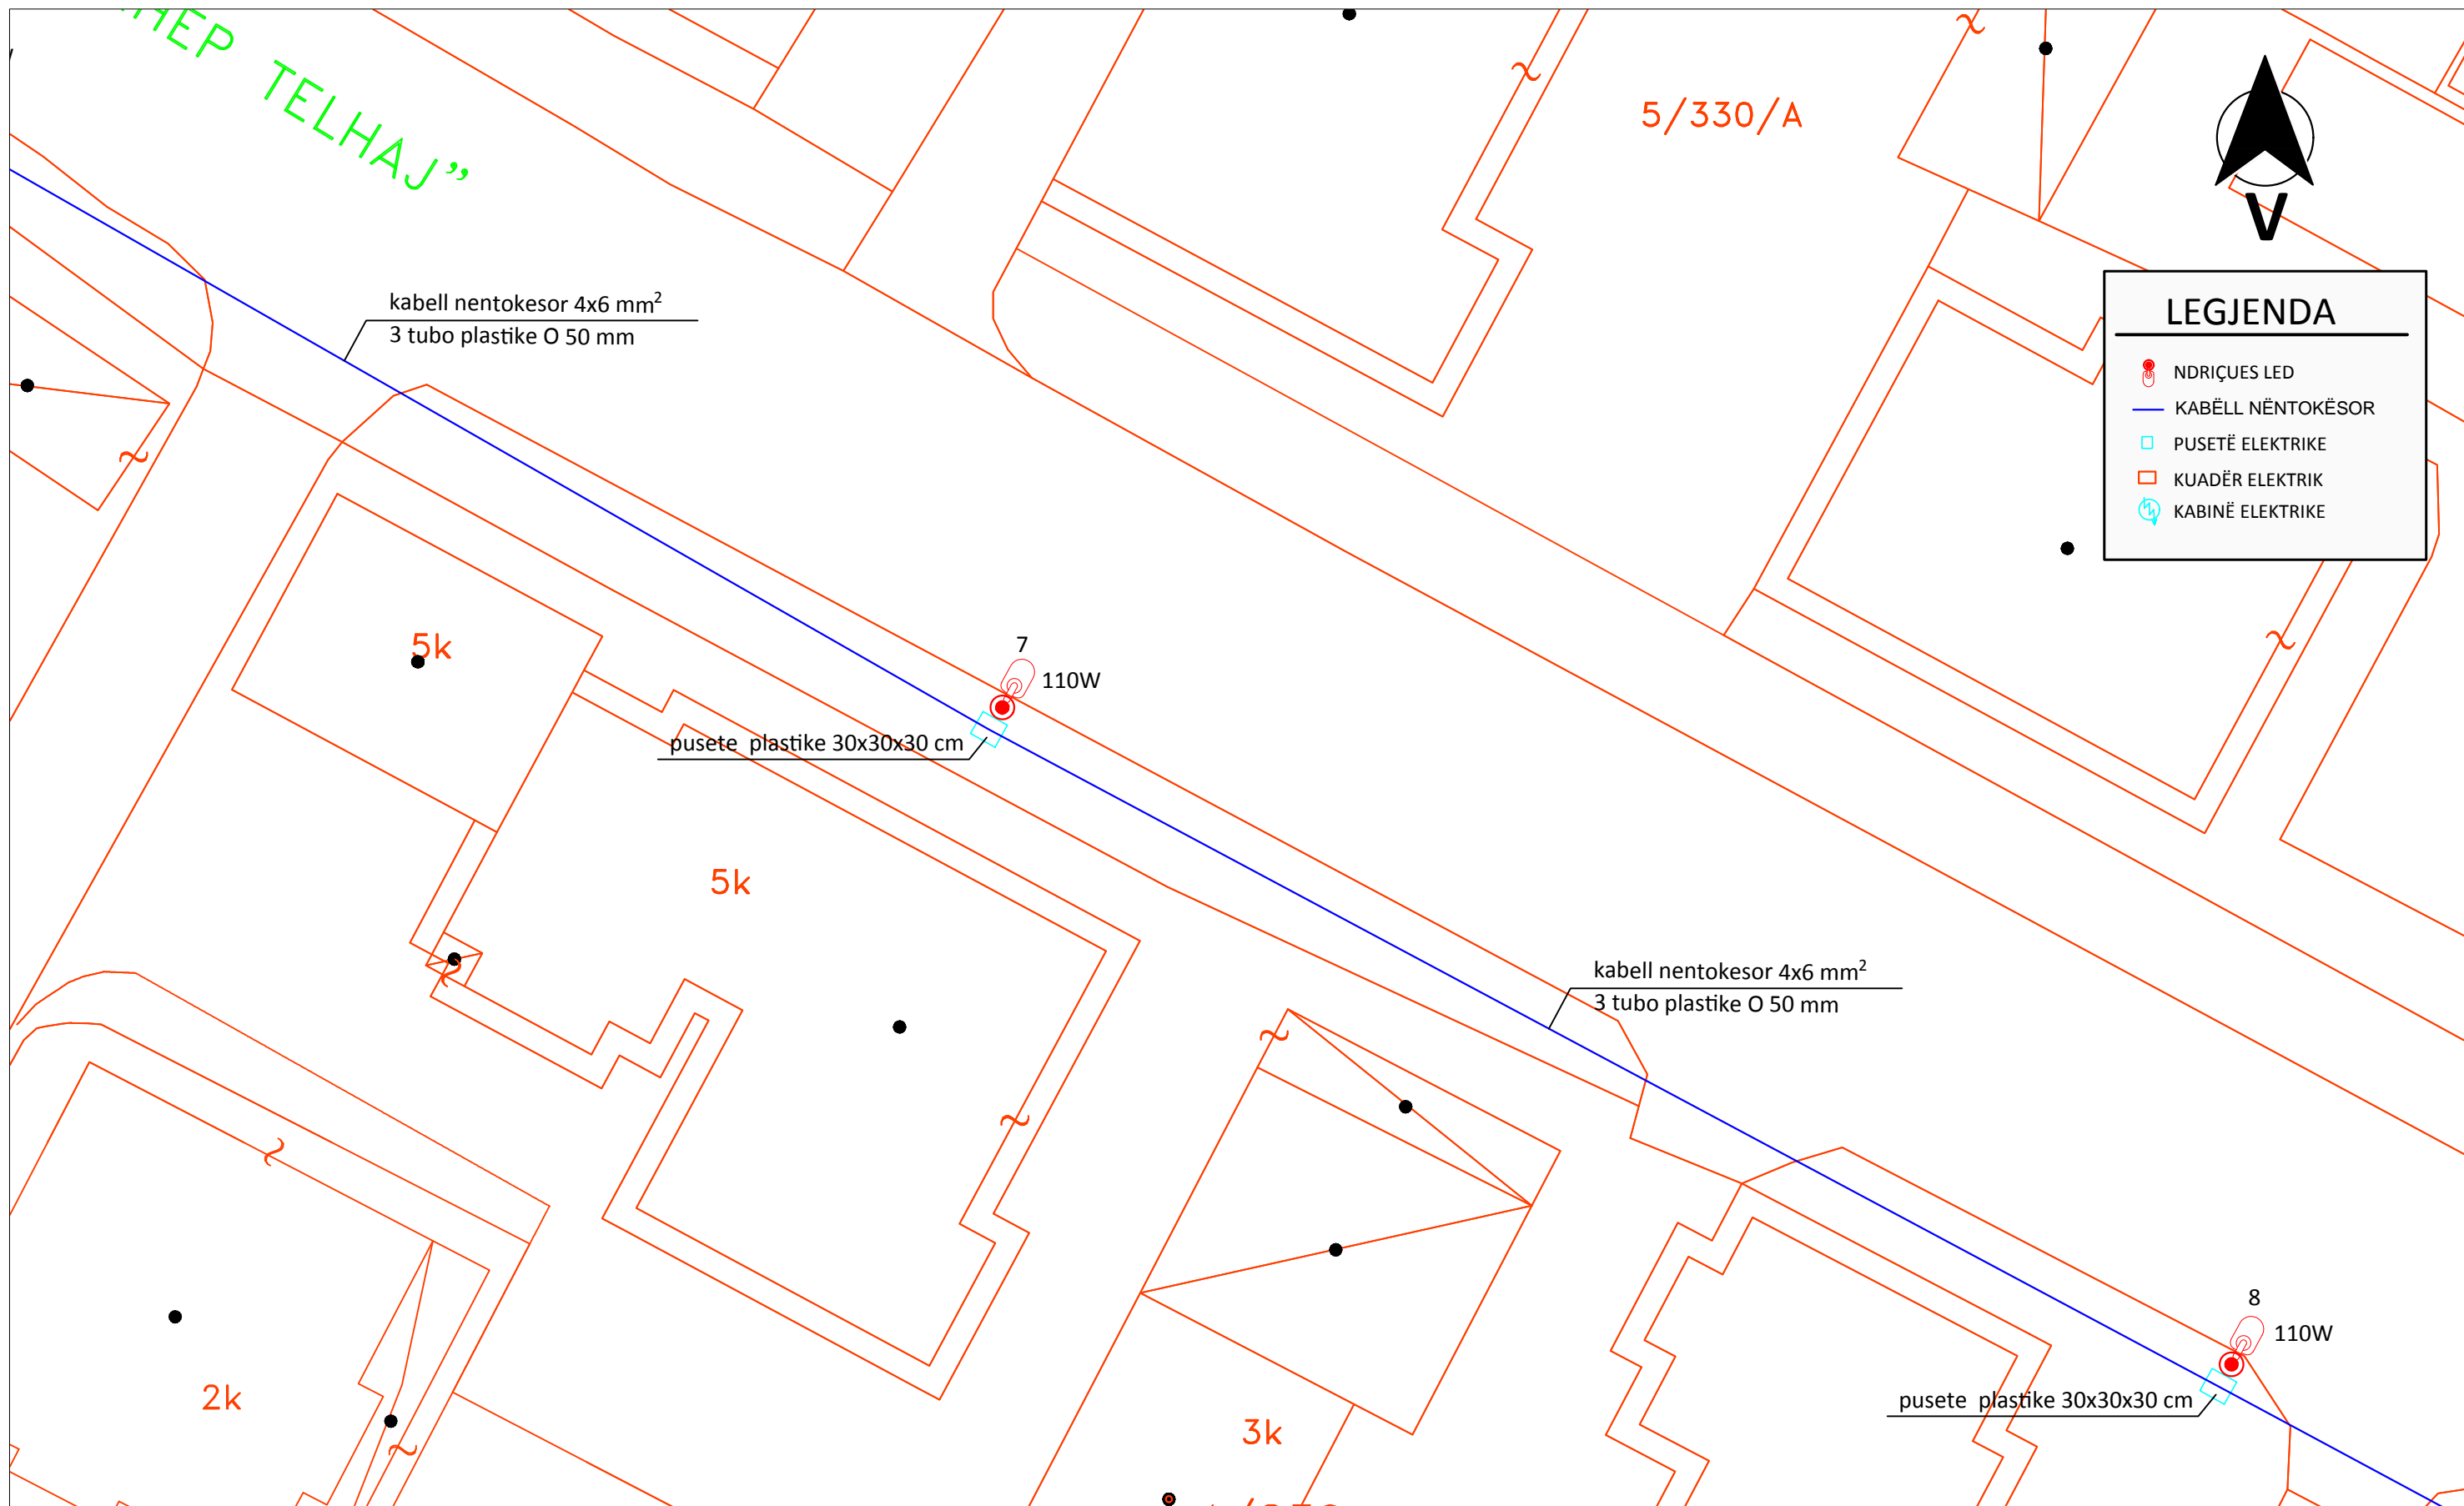 TELHAJ”
5/330/A
V
kabell nentokesor 4x6 mm²
3 tubo plastike O 50 mm
LEGJENDA
NDRIÇUES LED
KABËLL NËNTOKËSOR
PUSETË ELEKTRIKE
KUADËR ELEKTRIK
KABINË ELEKTRIKE
5k
7
110W
pusete plastike 30x30x30 cm
5k
kabell nentokesor 4x6 mm²
3 tubo plastike O 50 mm
8
110W
pusete plastike 30x30x30 cm
2k
3k